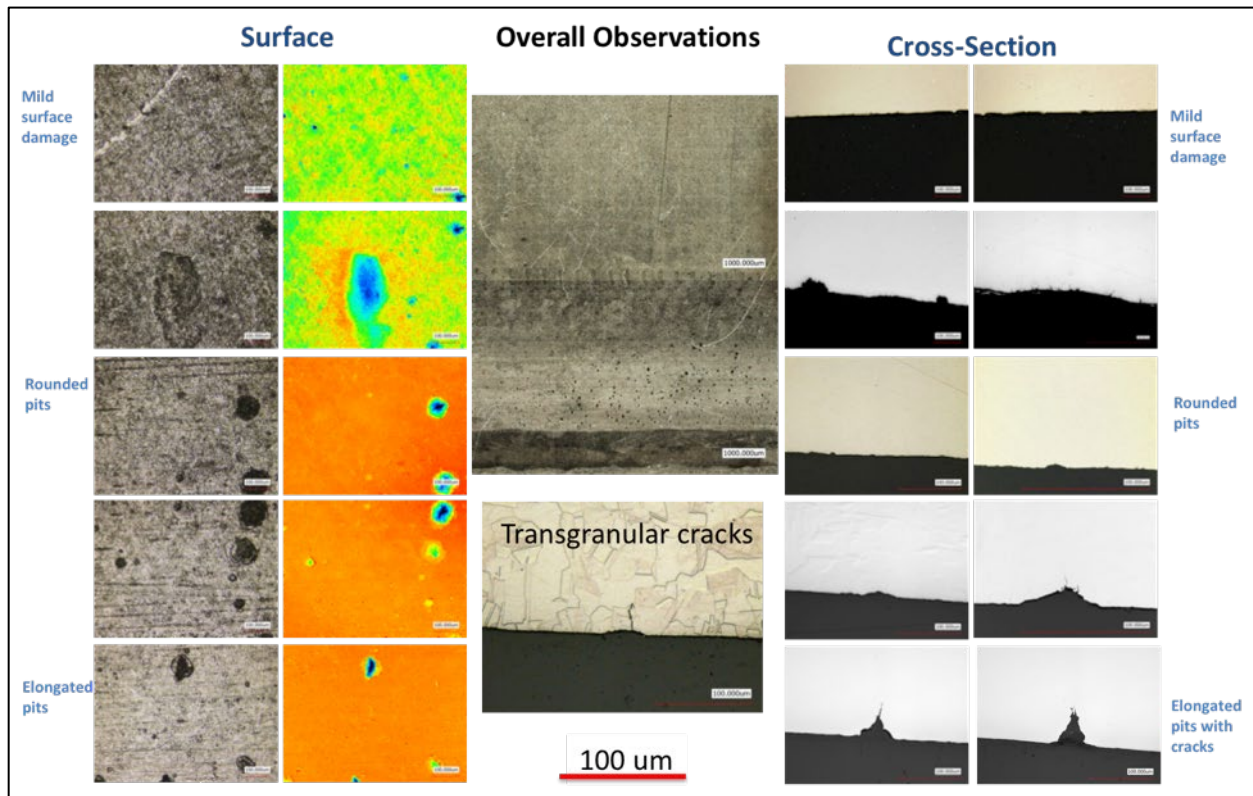 Surface
Overall Observations
Cross-Section
Mild
surface
damage
Mild
surface
damage
Rounded
pits
Rounded
pits
Elongated
pits
Elongated
pits with
cracks
1000.000um
1000.000um
Transgranular cracks
100.000um
100 um